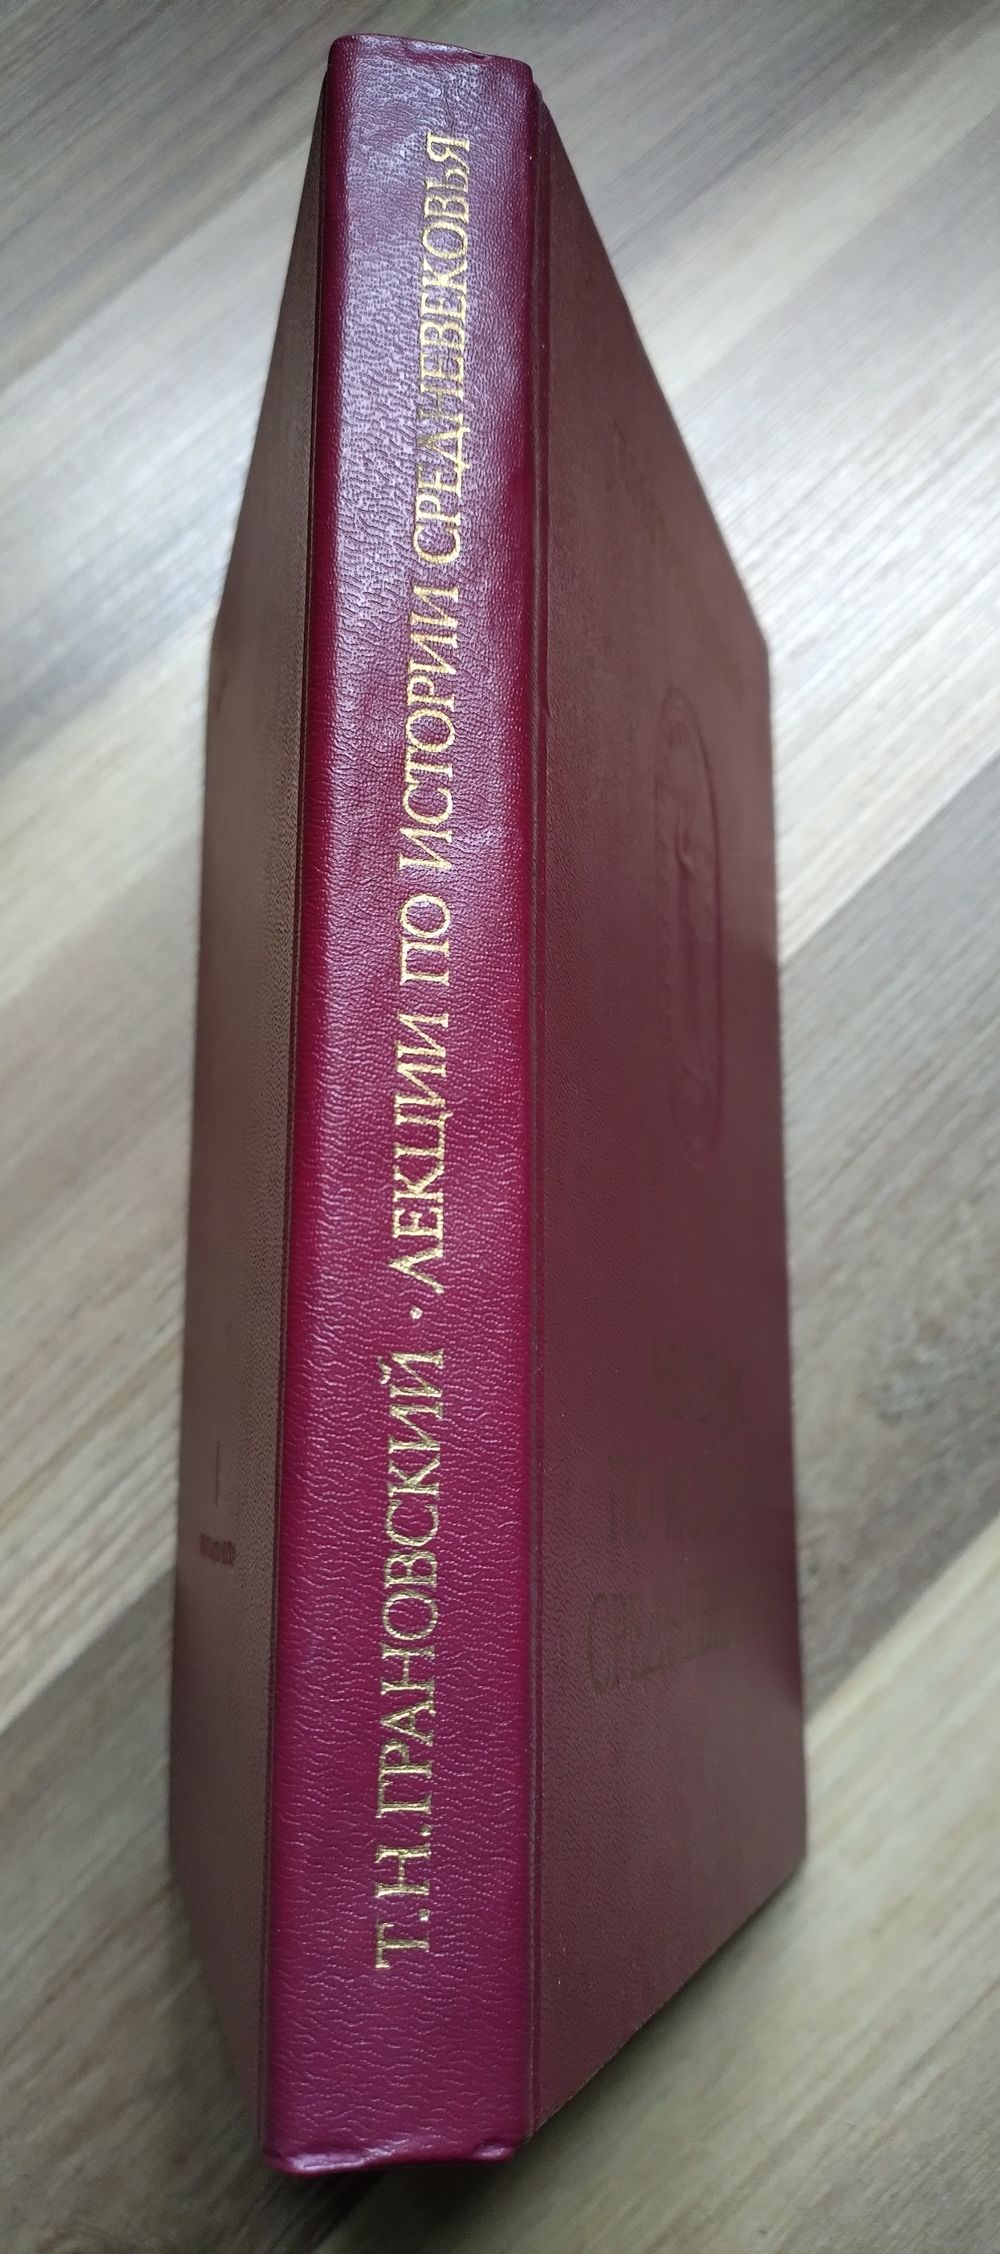 Т.Н.ГРАНОВСКИЙ · ЛЕКЦИИ ПО ИСТОРИИ СРЕДНЕВЕКОВЬЯ